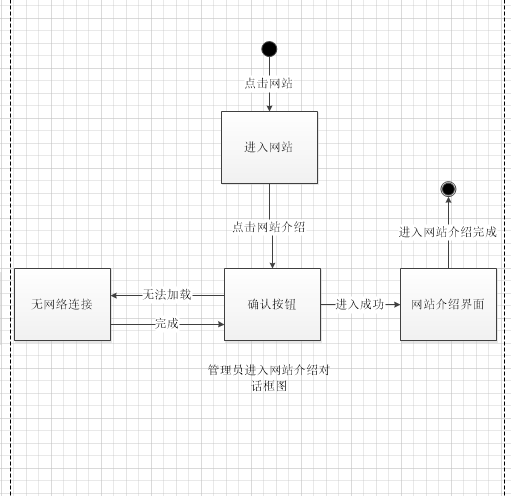 点击网站
进入网站
点击网站介绍
进入网站介绍完成
无网络连接
无法加载
完成
确认按钮
进入成功
网站介绍界面
管理员进入网站介绍对
话框图